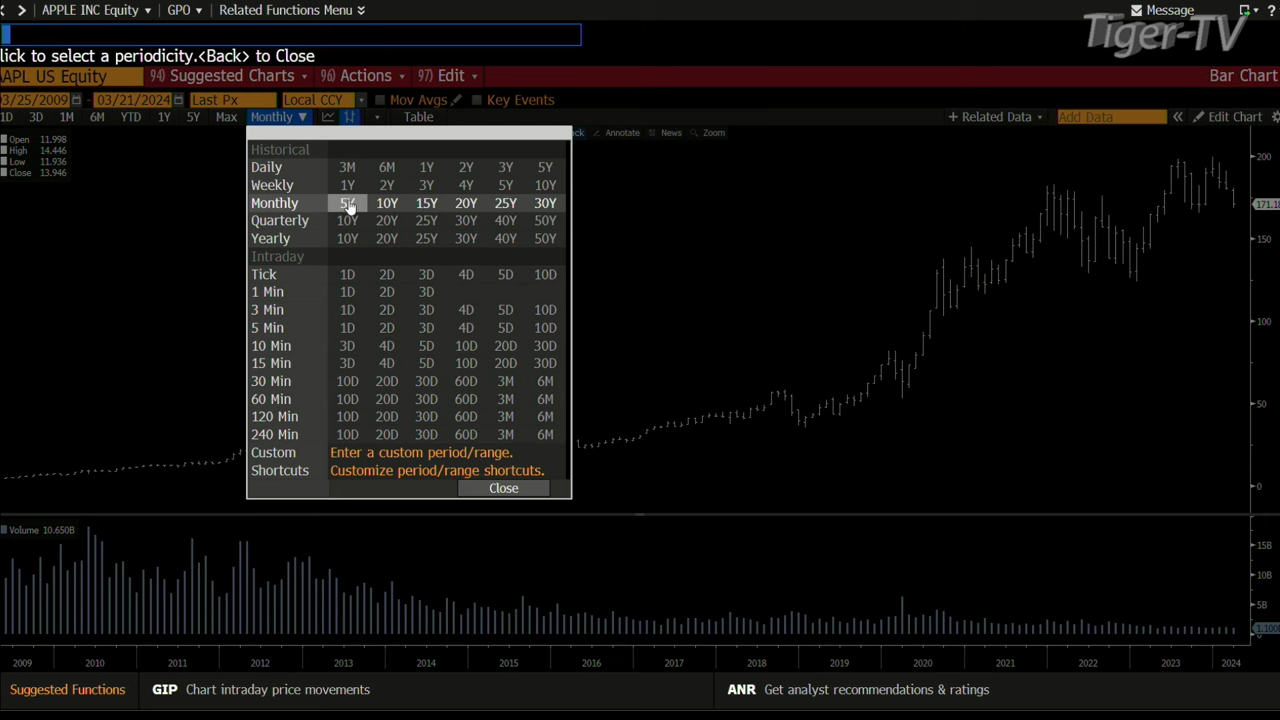 APPLE INC Equity GPO Related Functions Menu Message ?
Tiger-TV
lick to select a periodicity.<Back> to Close
APL US Equity 94) Suggested Charts 96) Actions 97) Edit Bar Chart
3/25/2009 - 03/21/2024 Last Px Local CCY Mov Avgs Key Events
1D 3D 1M 6M YTD 1Y 5Y Max Monthly ▼ Table + Related Data Add Data « Edit Chart
Annotate News Zoom
Open 11.998
High 14.446
Low 11.936
Close 13.946
Historical
Daily 3M 6M 1Y 2Y 3Y 5Y
Weekly 1Y 2Y 3Y 4Y 5Y 10Y
Monthly 5Y 10Y 15Y 20Y 25Y 30Y
Quarterly 10Y 20Y 25Y 30Y 40Y 50Y
Yearly 10Y 20Y 25Y 30Y 40Y 50Y
Intraday
Tick 1D 2D 3D 4D 5D 10D
1 Min 1D 2D 3D
3 Min 1D 2D 3D 4D 5D 10D
5 Min 1D 2D 3D 4D 5D 10D
10 Min 3D 4D 5D 10D 20D 30D
15 Min 3D 4D 5D 10D 20D 30D
30 Min 10D 20D 30D 60D 3M 6M
60 Min 10D 20D 30D 60D 3M 6M
120 Min 10D 20D 30D 60D 3M 6M
240 Min 10D 20D 30D 60D 3M 6M
Custom Enter a custom period/range.
Shortcuts Customize period/range shortcuts.
Close
200
171.18
150
100
50
0
Volume 10.650B
15B
10B
5B
2009 2010 2011 2012 2013 2014 2015 2016 2017 2018 2019 2020 2021 2022 2023 2024
Suggested Functions GIP Chart intraday price movements ANR Get analyst recommendations & ratings